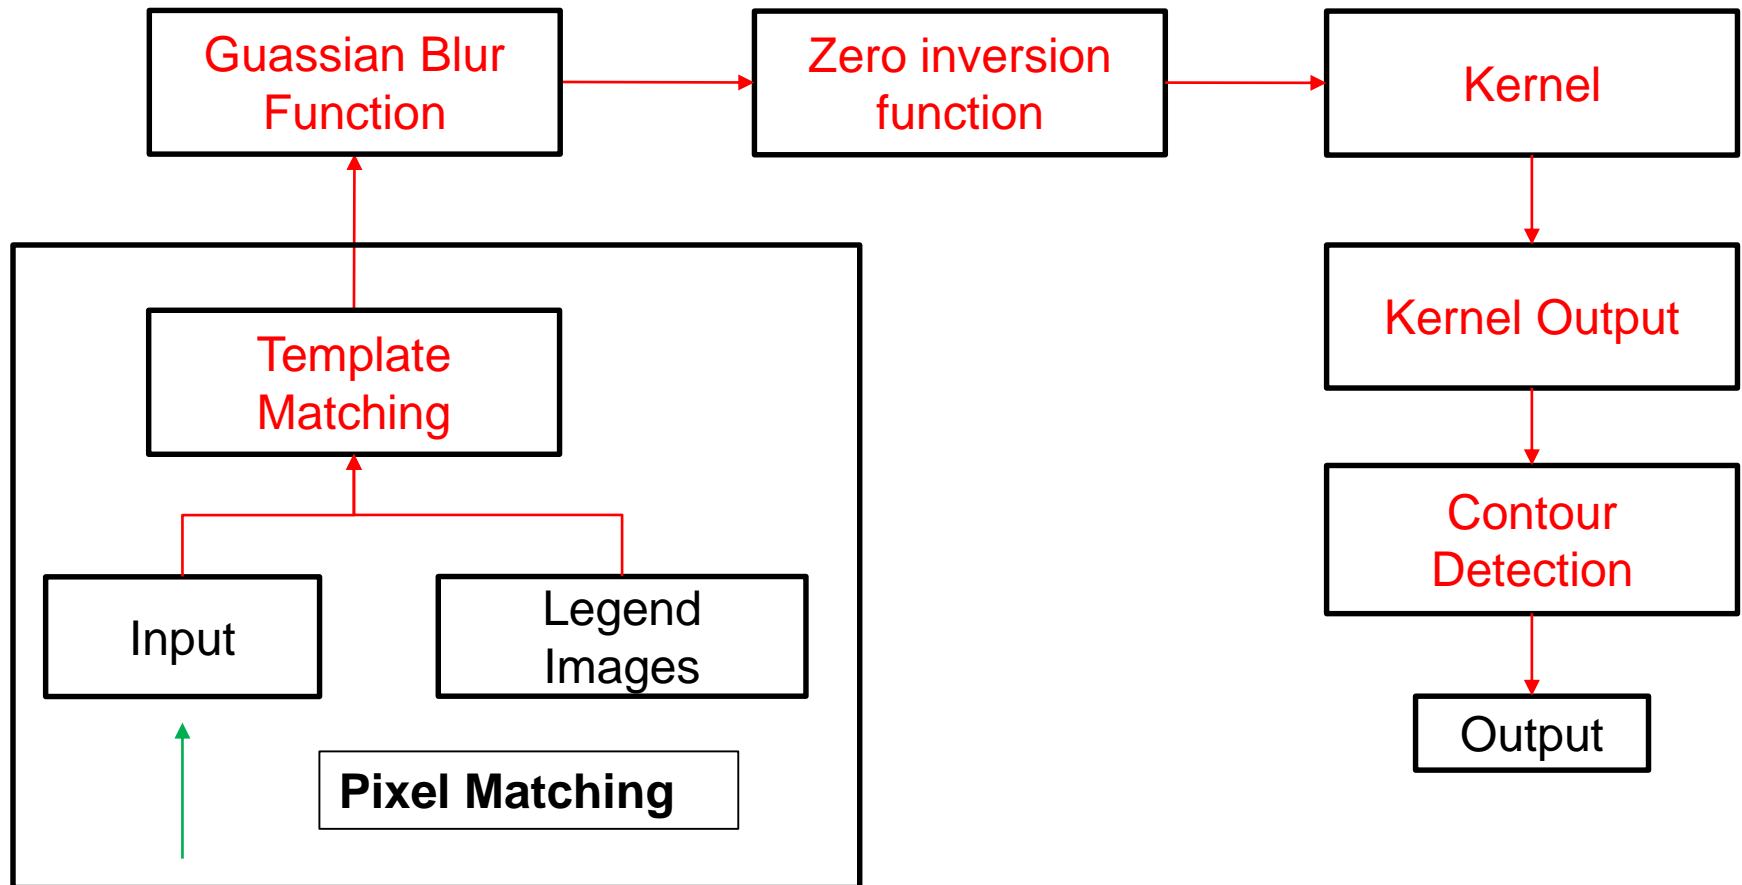 Guassian Blur
Function
Zero inversion
function
Kernel
Template
Matching
Kernel Output
Input
Legend
Images
Contour
Detection
Pixel Matching
Output